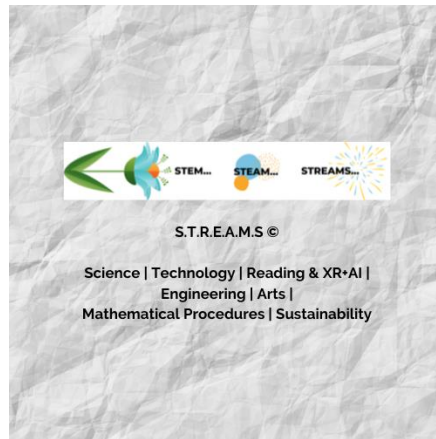 STEM... STEAM... STREAMS...
S.T.R.E.A.M.S ©
Science | Technology | Reading & XR+AI |
Engineering | Arts |
Mathematical Procedures | Sustainability